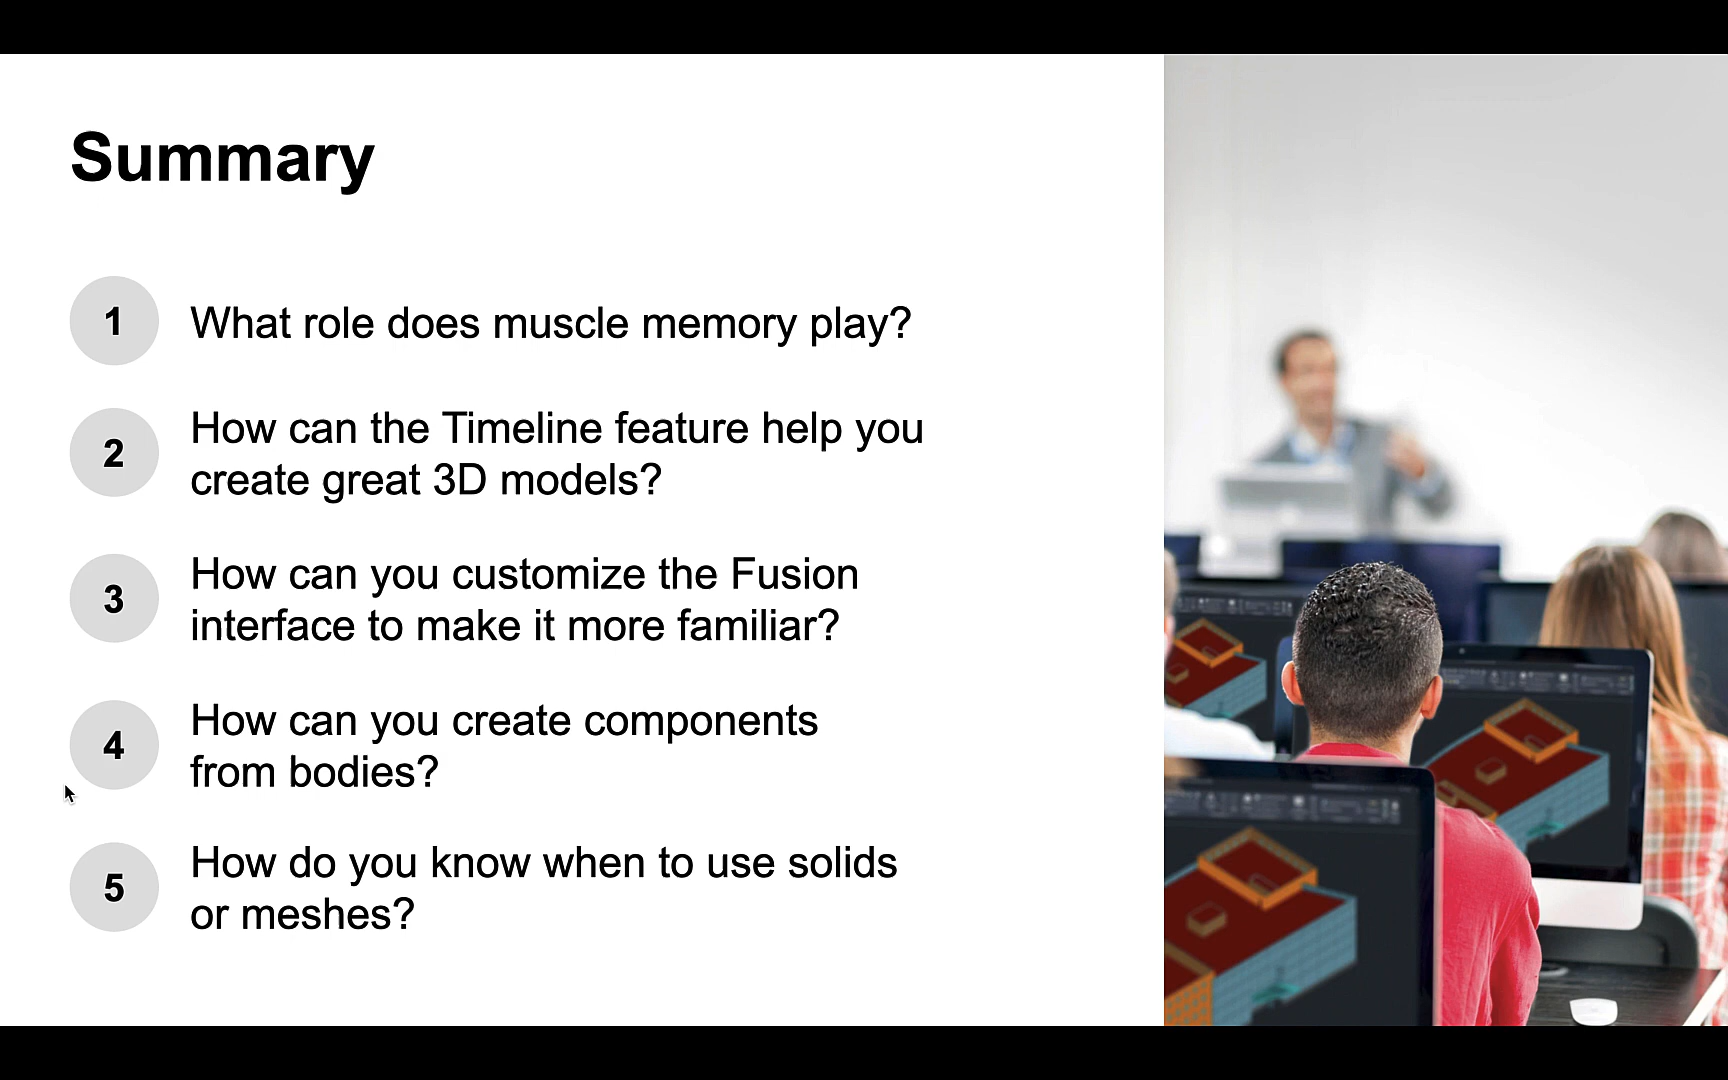 Summary
1
What role does muscle memory play?
2
How can the Timeline feature help you
create great 3D models?
3
How can you customize the Fusion
interface to make it more familiar?
4
How can you create components
from bodies?
5
How do you know when to use solids
or meshes?